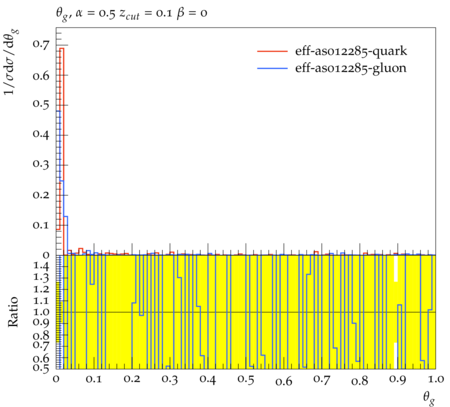 θg, α = 0.5 zcut = 0.1 β = 0
1/σdσ/dθg
eff-as012285-quark
eff-as012285-gluon
0.7
0.6
0.5
0.4
0.3
0.2
0.1
0
Ratio
1.4
1.3
1.2
1.1
1.0
0.9
0.8
0.7
0.6
0.5
0 0.1 0.2 0.3 0.4 0.5 0.6 0.7 0.8 0.9 1.0
θg